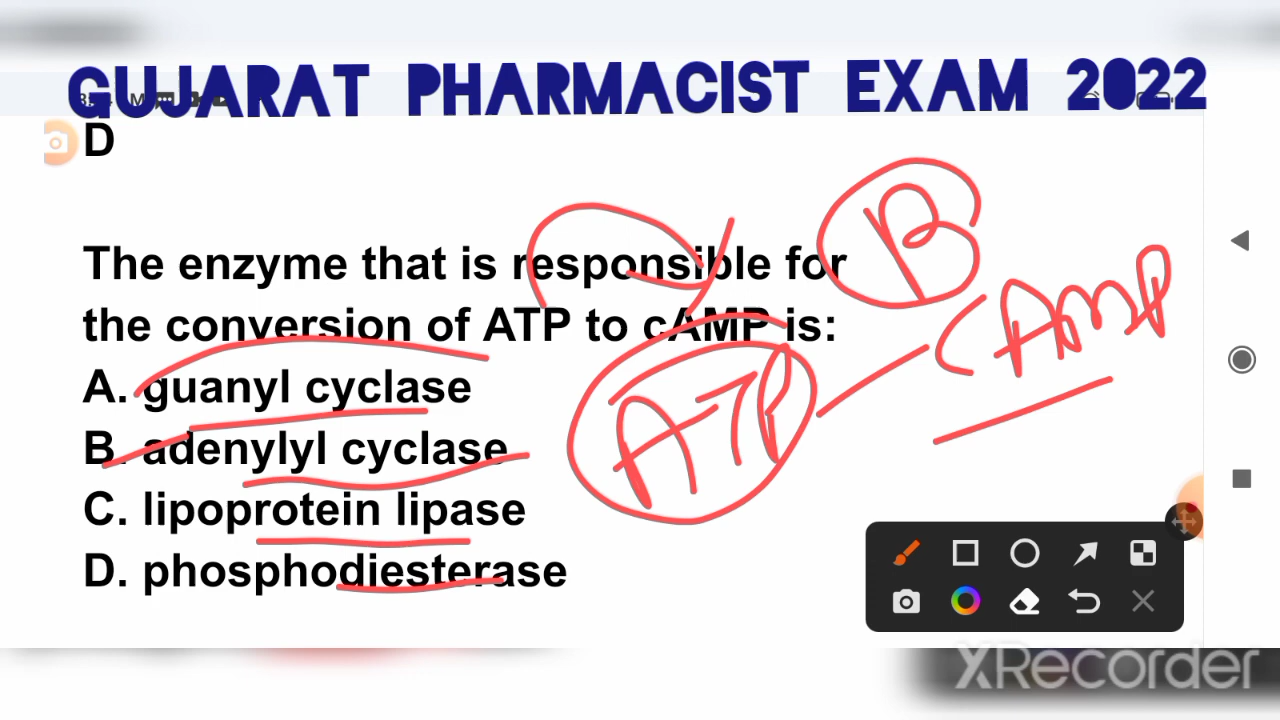 GUJARAT PHARMACIST EXAM 2022
D
The enzyme that is responsible for
the conversion of ATP to cAMP is:
A. guanyl cyclase
B. adenylyl cyclase
C. lipoprotein lipase
D. phosphodiesterase
B
ATP
CAMP
XRecorder